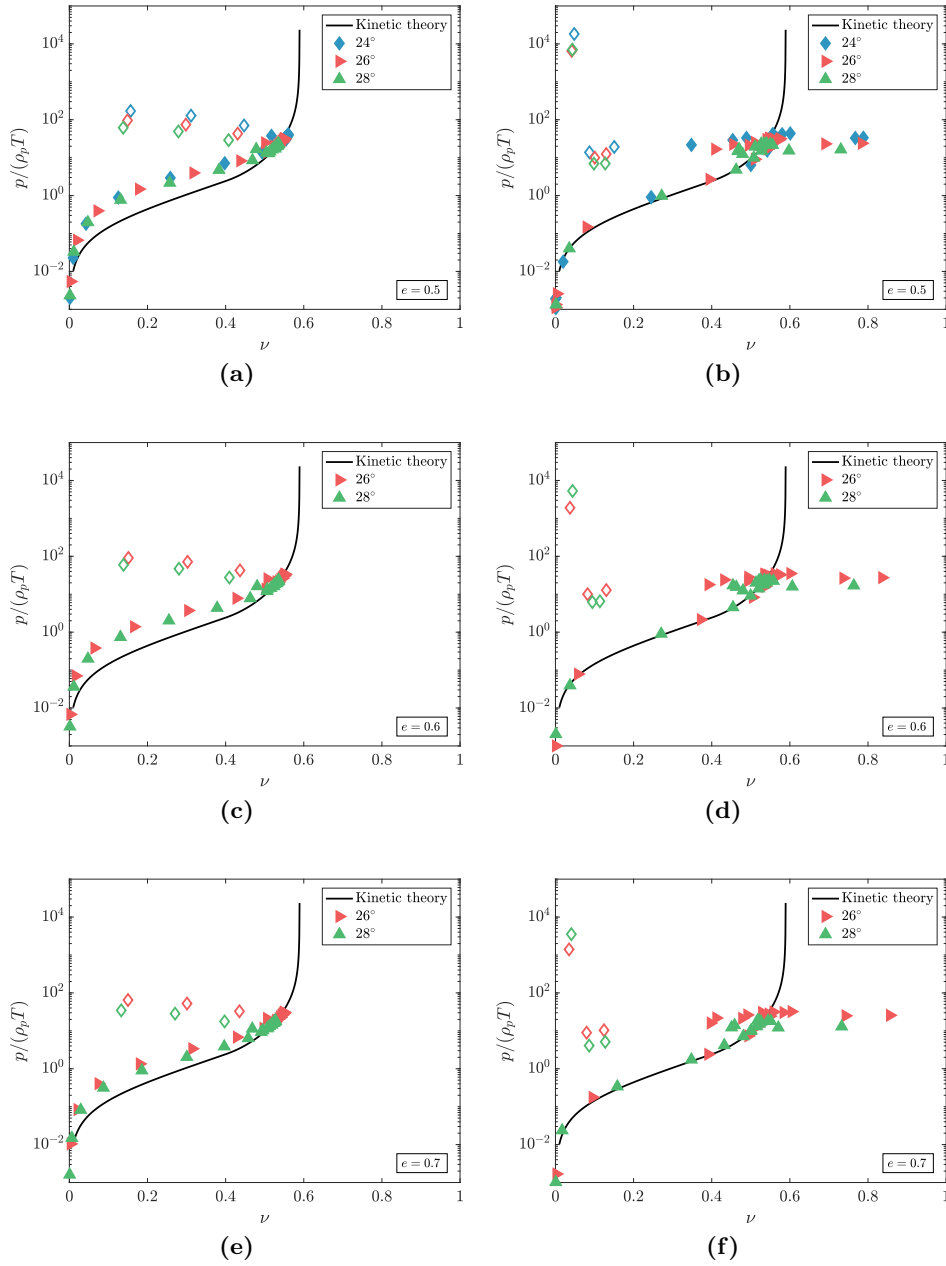 10^4
10^2
10^0
10^{-2}
p/(ρ_pT)
0
0.2
0.4
0.6
0.8
1
ν
Kinetic theory
24°
26°
28°
e = 0.5
(a)
10^4
10^2
10^0
10^{-2}
p/(ρ_pT)
0
0.2
0.4
0.6
0.8
1
ν
Kinetic theory
24°
26°
28°
e = 0.5
(b)
10^4
10^2
10^0
10^{-2}
p/(ρ_pT)
0
0.2
0.4
0.6
0.8
1
ν
Kinetic theory
26°
28°
e = 0.6
(c)
10^4
10^2
10^0
10^{-2}
p/(ρ_pT)
0
0.2
0.4
0.6
0.8
1
ν
Kinetic theory
26°
28°
e = 0.6
(d)
10^4
10^2
10^0
10^{-2}
p/(ρ_pT)
0
0.2
0.4
0.6
0.8
1
ν
Kinetic theory
26°
28°
e = 0.7
(e)
10^4
10^2
10^0
10^{-2}
p/(ρ_pT)
0
0.2
0.4
0.6
0.8
1
ν
Kinetic theory
26°
28°
e = 0.7
(f)